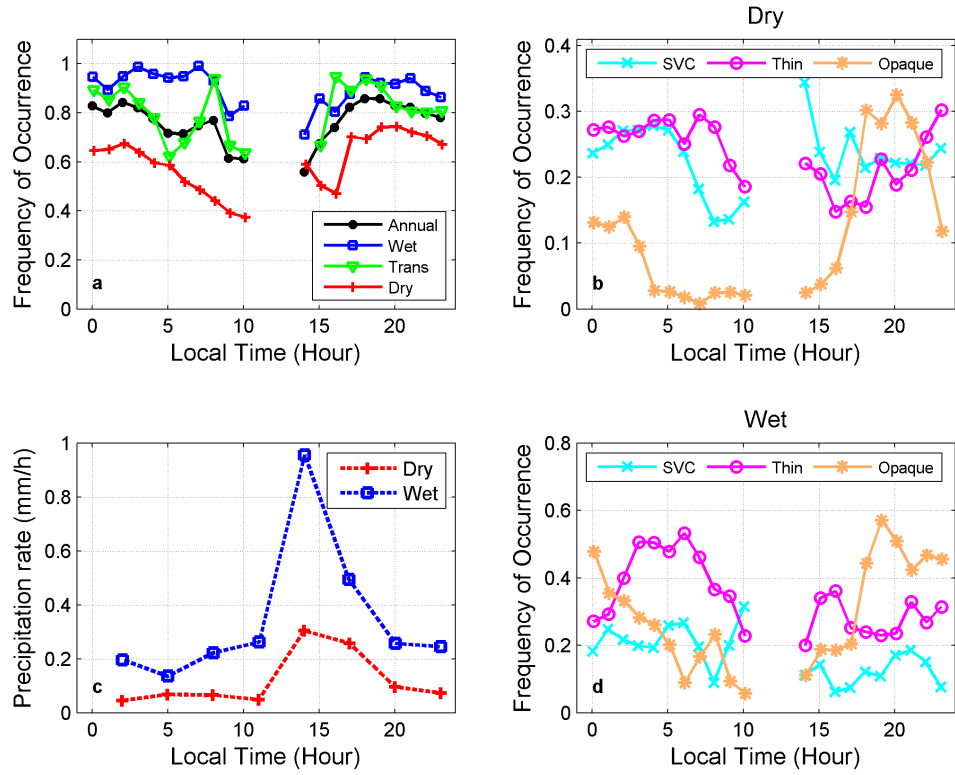 1
0.8
0.6
0.4
0.2
0
Frequency of Occurrence
Annual
Wet
Trans
Dry
a
0 5 10 15 20
Local Time (Hour)
Dry
0.4
0.3
0.2
0.1
0
Frequency of Occurrence
SVC Thin Opaque
b
0 5 10 15 20
Local Time (Hour)
1
0.8
0.6
0.4
0.2
0
Precipitation rate (mm/h)
Dry
Wet
c
0 5 10 15 20
Local Time (Hour)
Wet
0.8
0.6
0.4
0.2
0
Frequency of Occurrence
SVC Thin Opaque
d
0 5 10 15 20
Local Time (Hour)